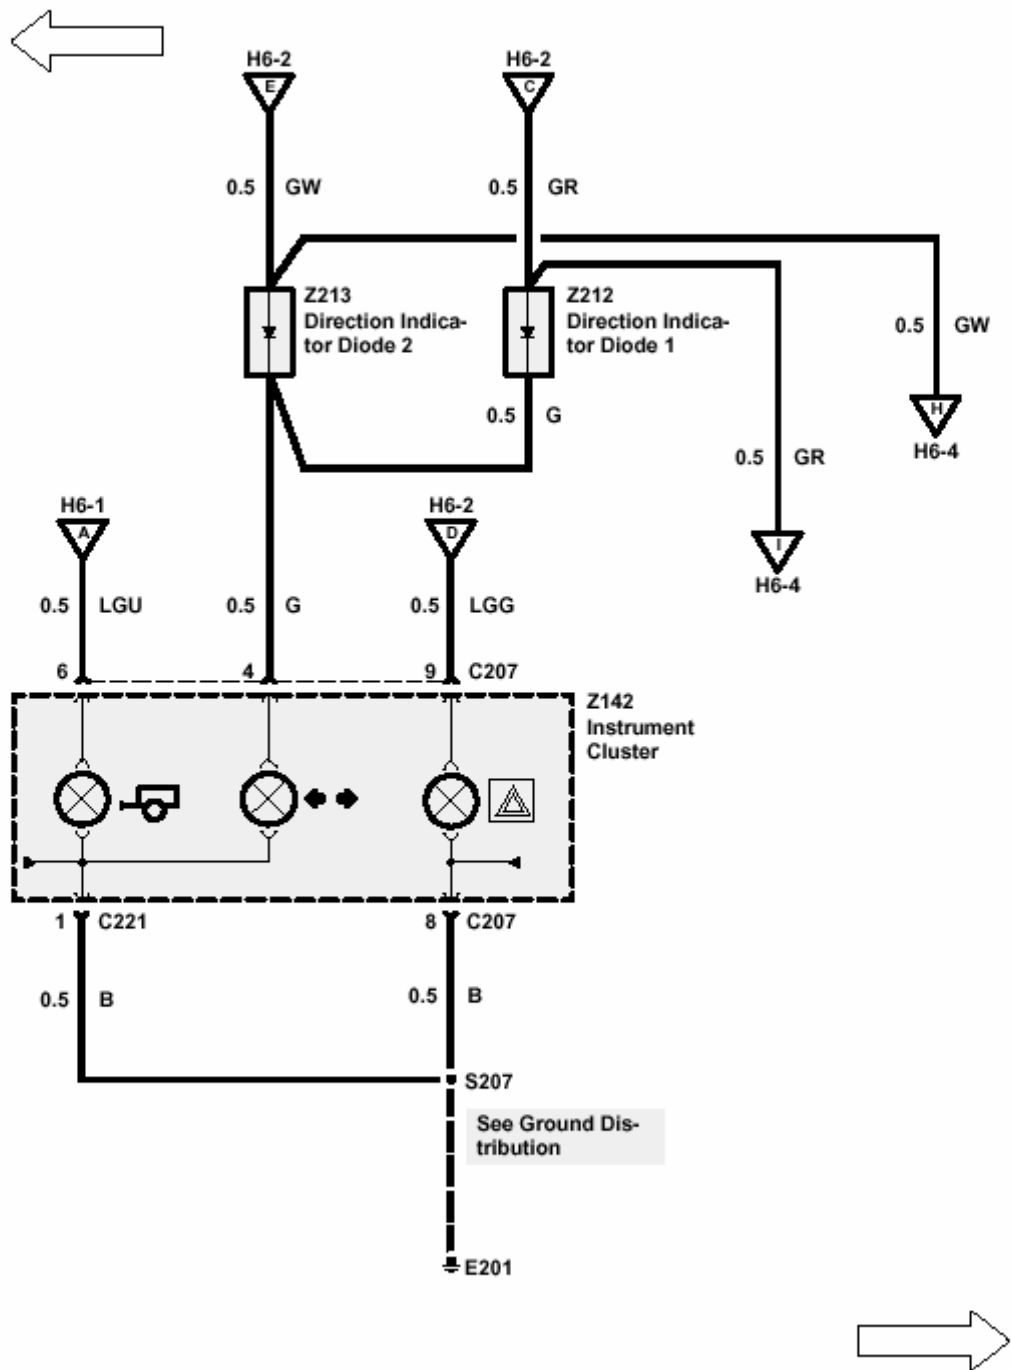 H6-2 H6-2
E C
0.5 GW 0.5 GR
Z213 Z212
Direction Indica- Direction Indica-
tor Diode 2 tor Diode 1
0.5 GW
H
0.5 G
H6-4
0.5 GR
H6-1 H6-2
A D
I
H6-4
0.5 LGU 0.5 G 0.5 LGG
6 4 9 C207
Z142
Instrument
Cluster
1 C221 8 C207
0.5 B 0.5 B
S207
See Ground Dis-
tribution
E201